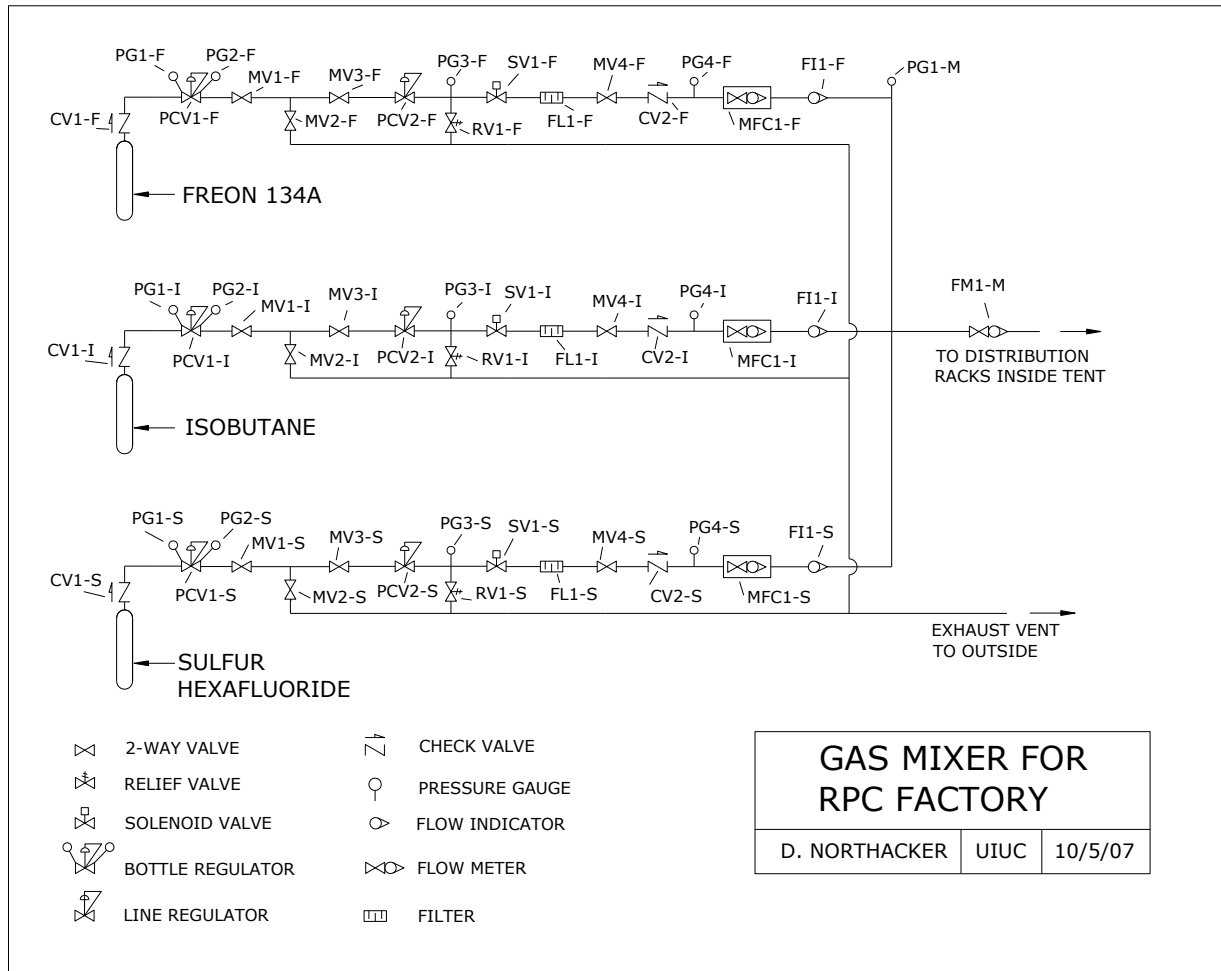 PG1-F
PG2-F
MV1-F
MV3-F
PG3-F
SV1-F
MV4-F
PG4-F
FI1-F
PG1-M
CV1-F
PCV1-F
MV2-F
PCV2-F
RV1-F
FL1-F
CV2-F
MFC1-F
FREON 134A
PG1-I
PG2-I
MV1-I
MV3-I
PG3-I
SV1-I
MV4-I
PG4-I
FI1-I
FM1-M
CV1-I
PCV1-I
MV2-I
PCV2-I
RV1-I
FL1-I
CV2-I
MFC1-I
TO DISTRIBUTION
RACKS INSIDE TENT
ISOBUTANE
PG1-S
PG2-S
MV1-S
MV3-S
PG3-S
SV1-S
MV4-S
PG4-S
FI1-S
CV1-S
PCV1-S
MV2-S
PCV2-S
RV1-S
FL1-S
CV2-S
MFC1-S
EXHAUST VENT
TO OUTSIDE
SULFUR
HEXAFLUORIDE
2-WAY VALVE
RELIEF VALVE
SOLENOID VALVE
BOTTLE REGULATOR
LINE REGULATOR
CHECK VALVE
PRESSURE GAUGE
FLOW INDICATOR
FLOW METER
FILTER
GAS MIXER FOR
RPC FACTORY
D. NORTHACKER
UIUC
10/5/07